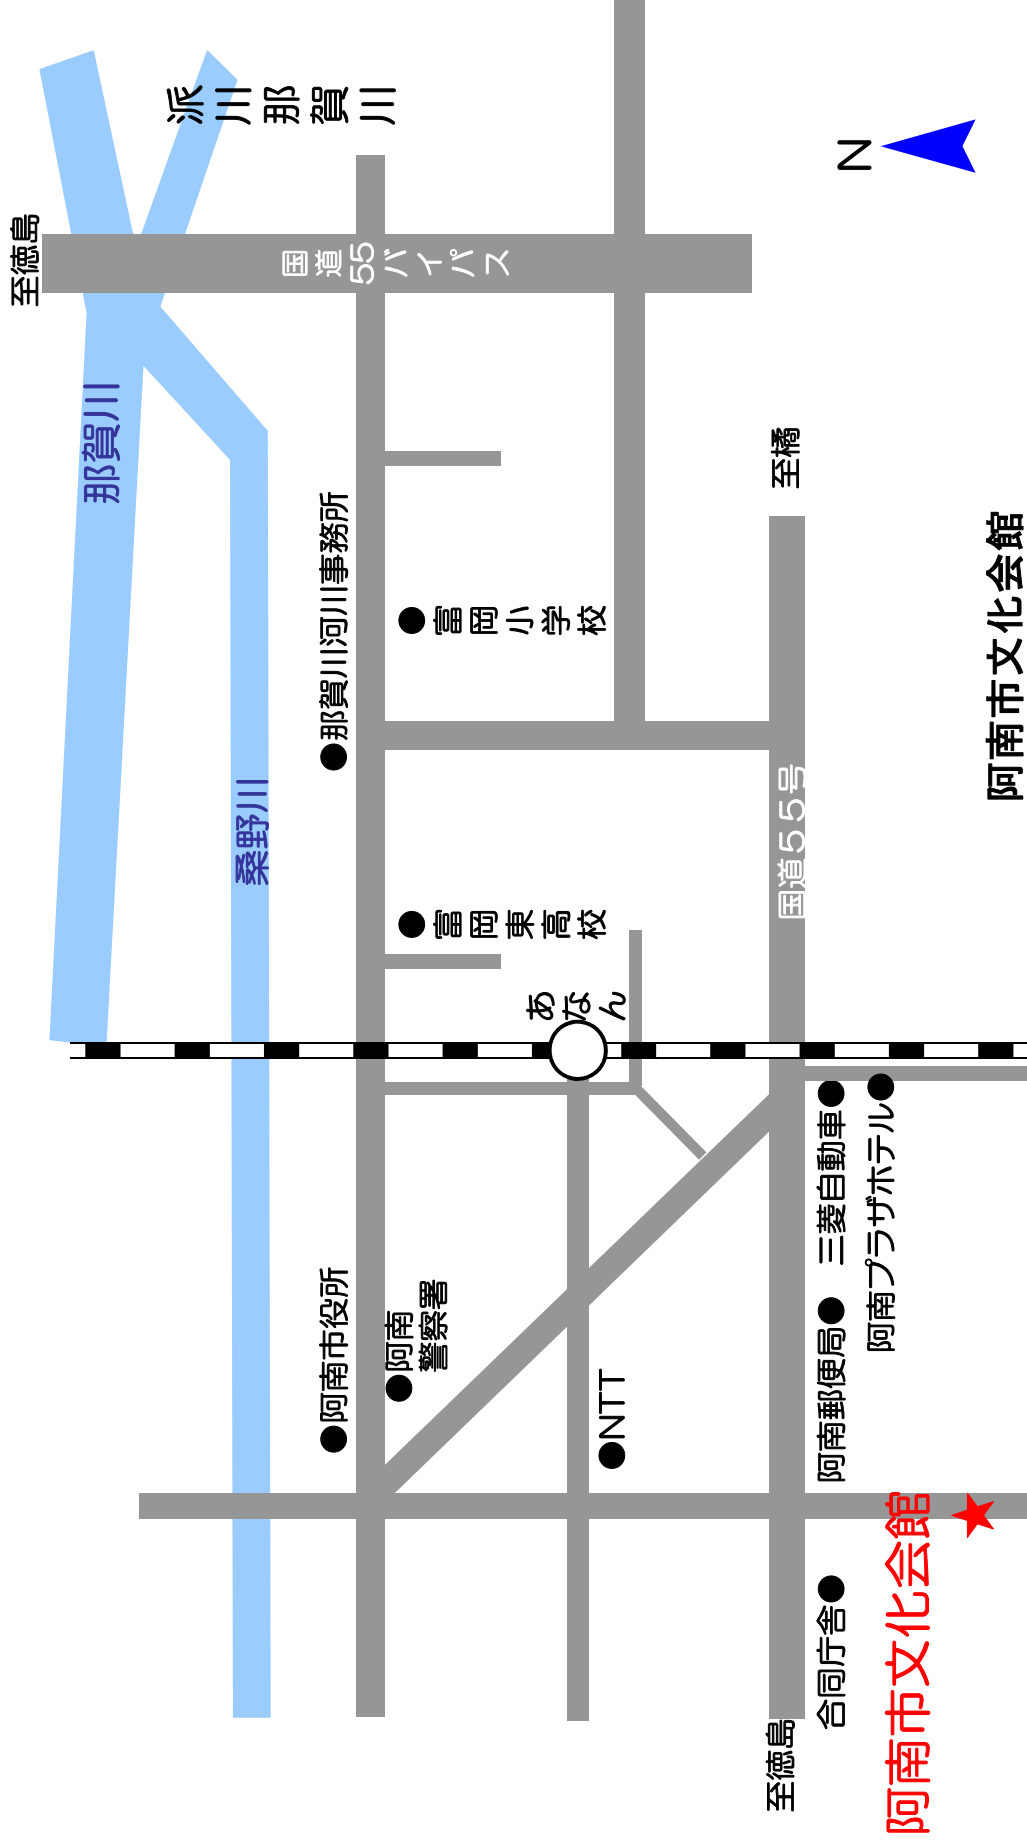 至徳島
那賀川
派川那賀川
桑野川
国道55バイパス
阿南市役所
那賀川河川事務所
阿南
警察署
富岡東高校
富岡小学校
あなん
NTT
至徳島
国道５５号
至橘
合同庁舎
阿南郵便局
三菱自動車
N
阿南プラザホテル
阿南市文化会館
阿南市文化会館